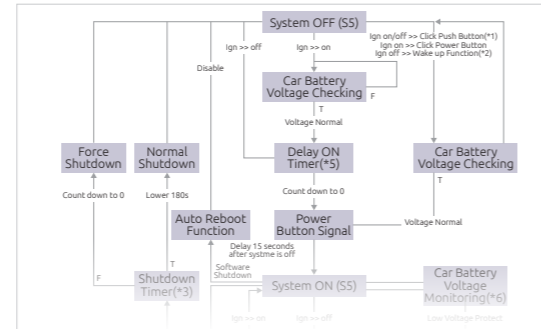 System OFF (S5)
Ign on/off >> Click Push Button(*1)
Ign on >> Click Power Button
Ign off >> Wake up Function(*2)
Ign >> off
Ign >> on
Disable
Car Battery
Voltage Checking
F
T
Voltage Normal
Force
Shutdown
Normal
Shutdown
Delay ON
Timer(*5)
Car Battery
Voltage Checking
T
Count down to 0
Lower 180s
Count down to 0
Auto Reboot
Function
Power
Button Signal
Voltage Normal
Delay 15 seconds
after systme is off
Software
Shutdown
F
T
Shutdown
Timer(*3)
System ON (S5)
Car Battery
Voltage
Monitoring(*6)
Ign >> on
Ign >> off
Low Voltage Protect